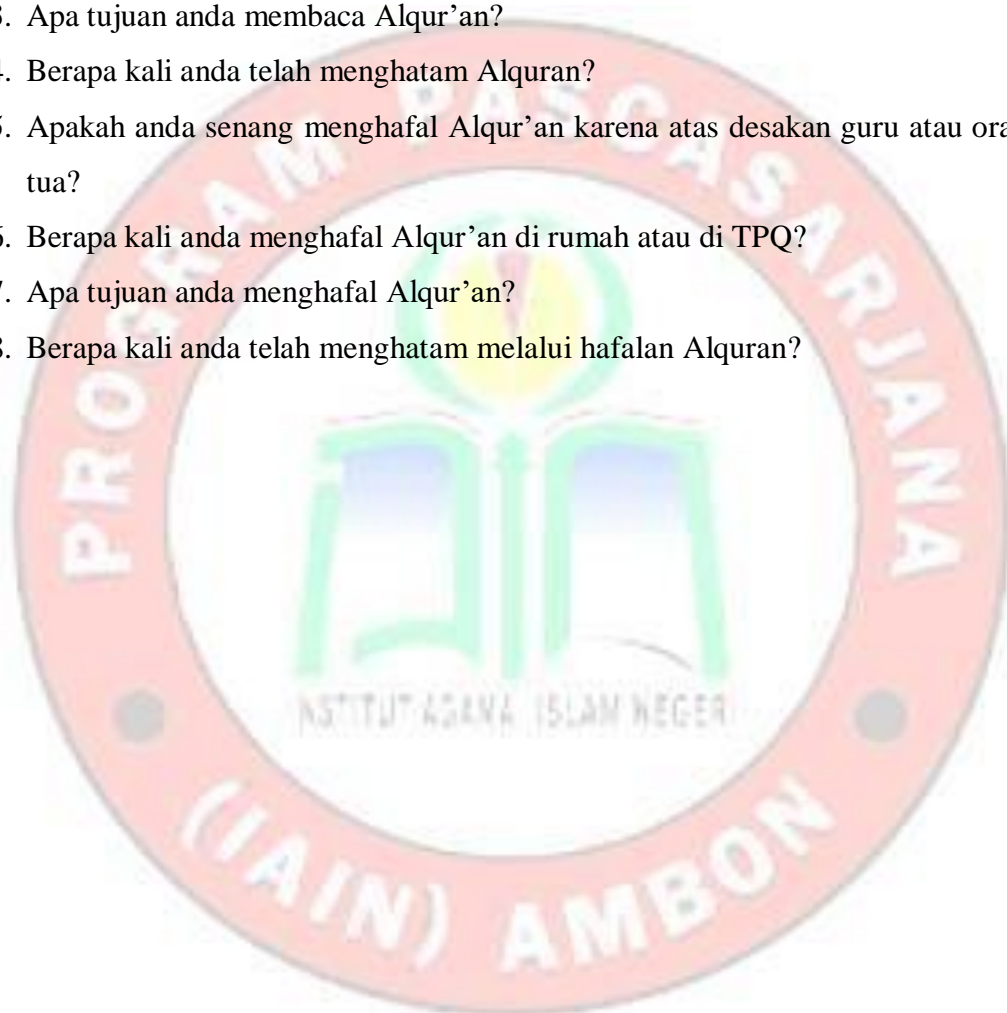 3. Apa tujuan anda membaca Alqur’an?
4. Berapa kali anda telah menghatam Alquran?
5. Apakah anda senang menghafal Alqur’an karena atas desakan guru atau ora
tua?
6. Berapa kali anda menghafal Alqur’an di rumah atau di TPQ?
7. Apa tujuan anda menghafal Alqur’an?
8. Berapa kali anda telah menghatam melalui hafalan Alquran?
PROGRAM PASCASARJANA
INSTITUT AGAMA ISLAM NEGERI
(IAIN) AMBON